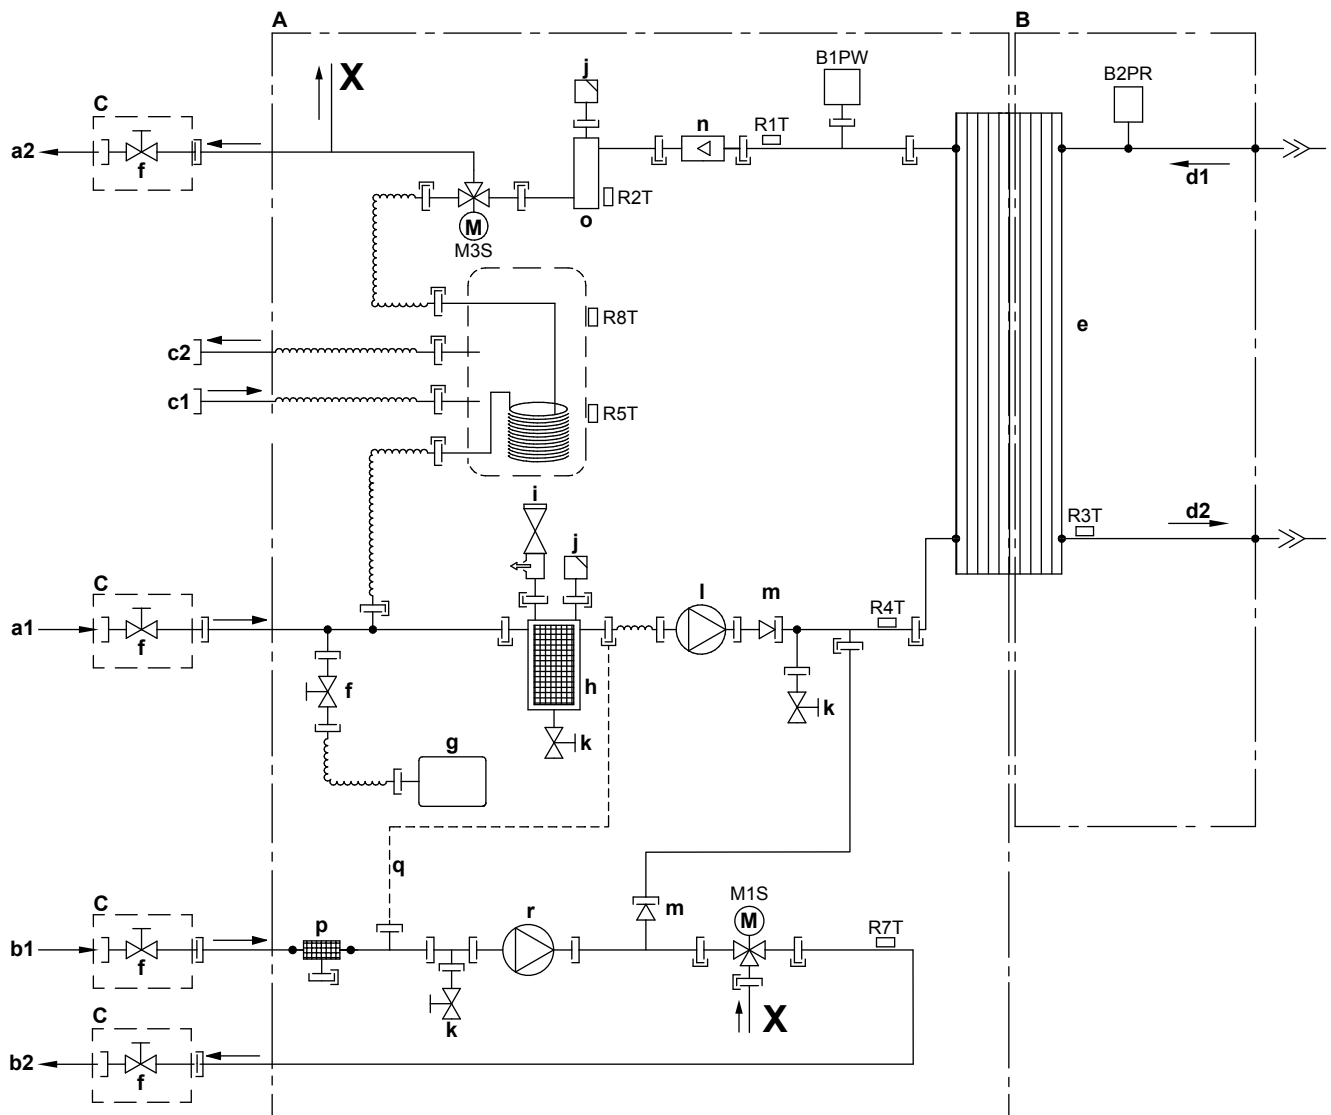 A
B
X
j
B1PW
B2PR
C
n
R1T
a2
f
d1
R2T
o
M
M3S
R8T
e
c2
c1
R5T
i
d2
R3T
j
C
l
m
R4T
a1
f
h
f
k
k
g
q
M1S
C
p
r
m
M
R7T
b1
f
X
C
k
b2
f